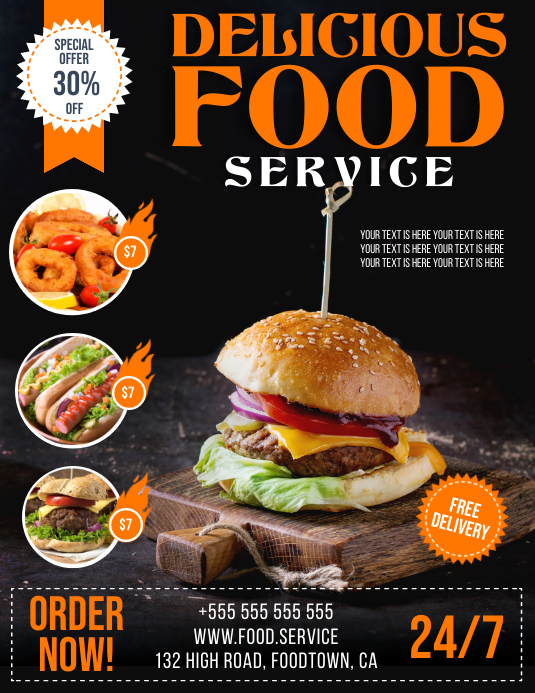 SPECIAL
OFFER
30%
OFF
DELICIOUS
FOOD
SERVICE
YOUR TEXT IS HERE YOUR TEXT IS HERE
YOUR TEXT IS HERE YOUR TEXT IS HERE
YOUR TEXT IS HERE YOUR TEXT IS HERE
$7
$7
$7
FREE
DELIVERY
ORDER
NOW!
+555 555 555 555
WWW.FOOD.SERVICE
132 HIGH ROAD, FOODTOWN, CA
24/7